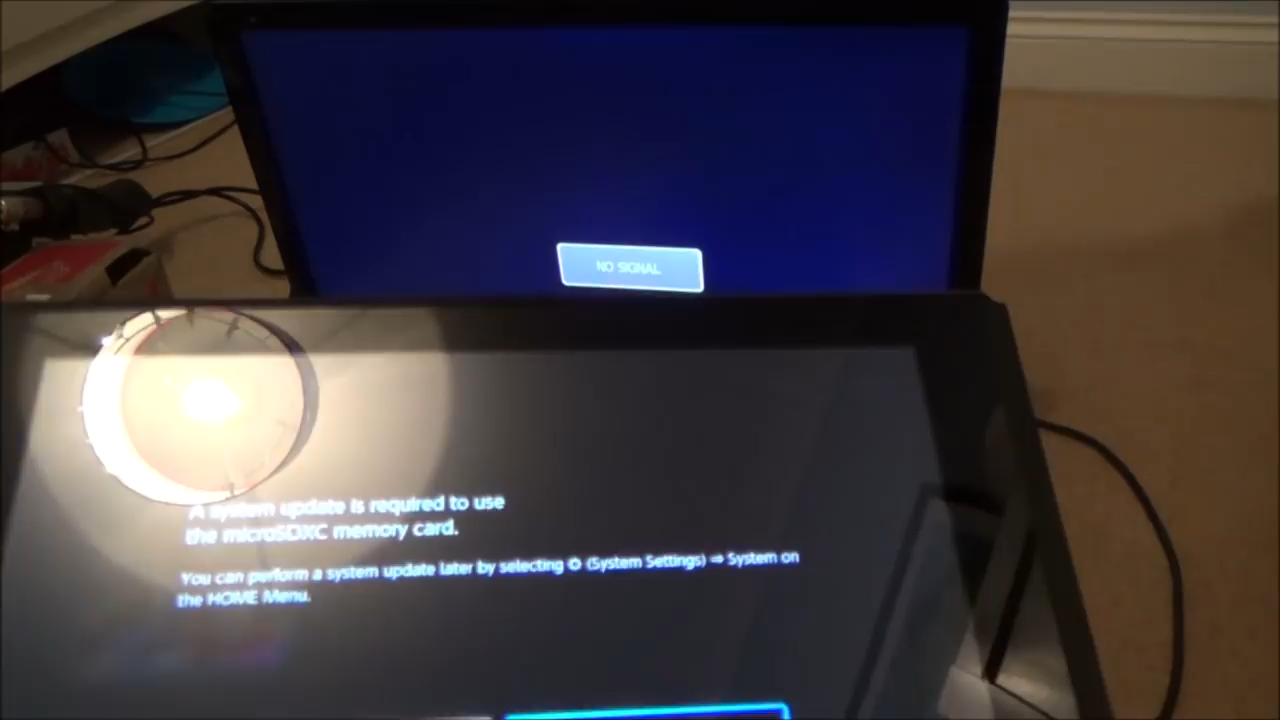 NO SIGNAL
A system update is required to use
the microSDXC memory card.
You can perform a system update later by selecting ⚙ (System Settings) ⇒ System on
the HOME Menu.